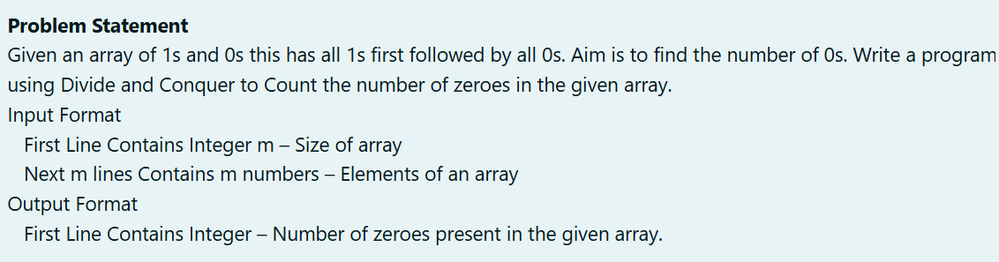 Problem Statement
Given an array of 1s and 0s this has all 1s first followed by all 0s. Aim is to find the number of 0s. Write a program
using Divide and Conquer to Count the number of zeroes in the given array.
Input Format
First Line Contains Integer m – Size of array
Next m lines Contains m numbers – Elements of an array
Output Format
First Line Contains Integer – Number of zeroes present in the given array.